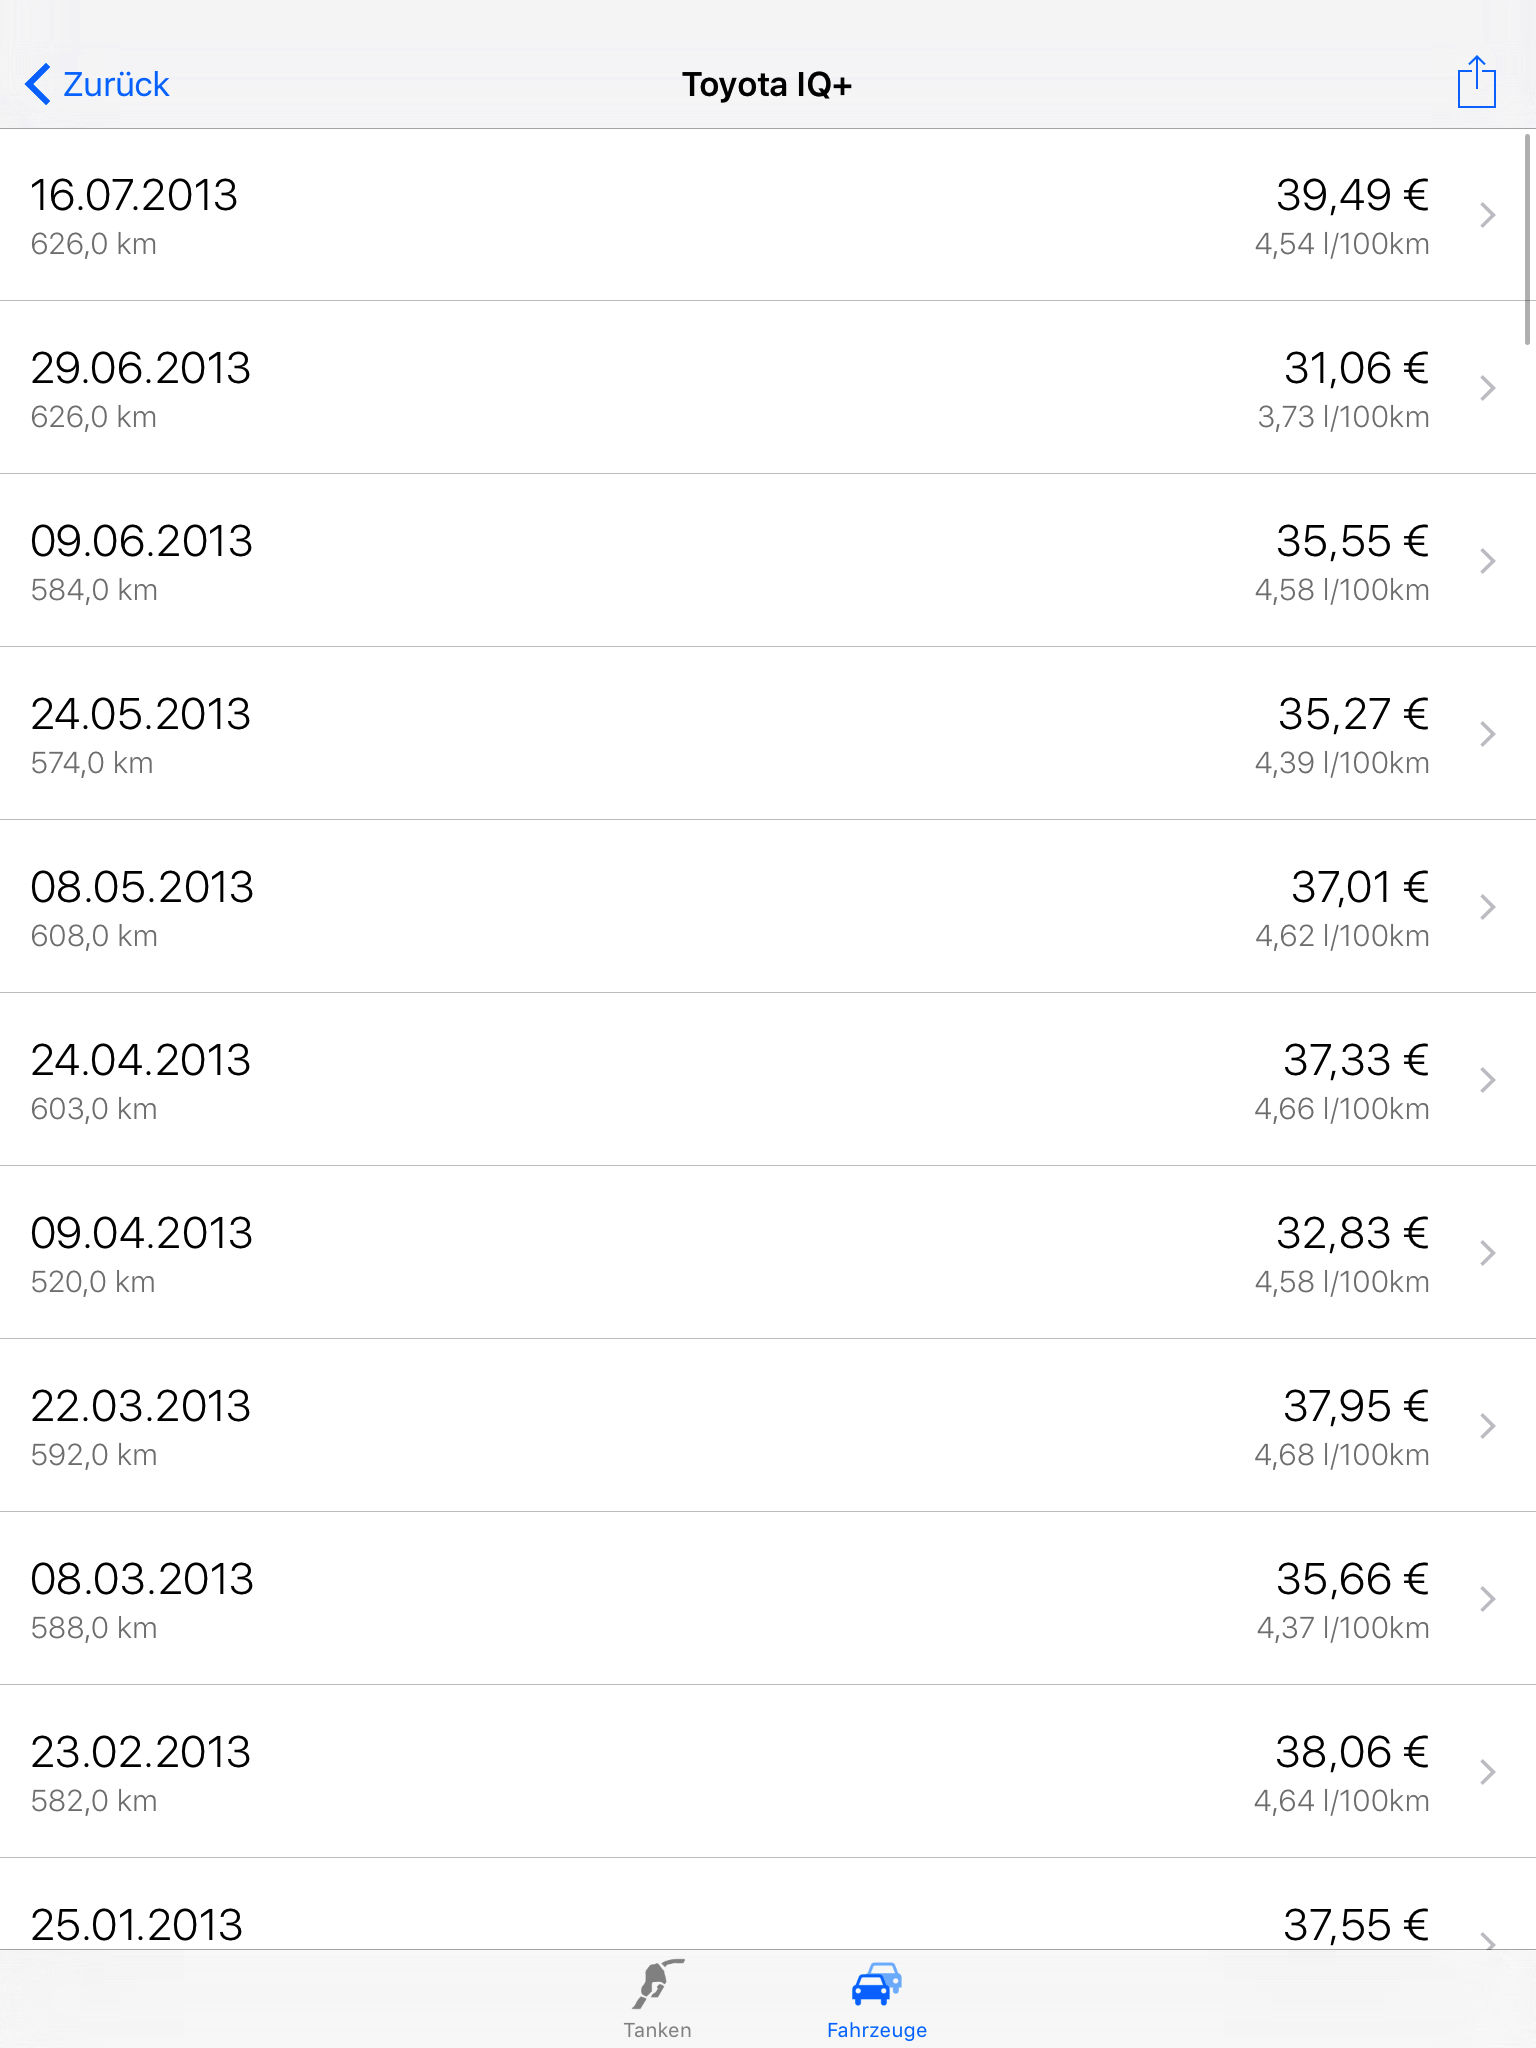 Zurück
Toyota IQ+
16.07.2013 39,49 €
626,0 km 4,54 l/100km
29.06.2013 31,06 €
626,0 km 3,73 l/100km
09.06.2013 35,55 €
584,0 km 4,58 l/100km
24.05.2013 35,27 €
574,0 km 4,39 l/100km
08.05.2013 37,01 €
608,0 km 4,62 l/100km
24.04.2013 37,33 €
603,0 km 4,66 l/100km
09.04.2013 32,83 €
520,0 km 4,58 l/100km
22.03.2013 37,95 €
592,0 km 4,68 l/100km
08.03.2013 35,66 €
588,0 km 4,37 l/100km
23.02.2013 38,06 €
582,0 km 4,64 l/100km
25.01.2013 37,55 €
Tanken Fahrzeuge